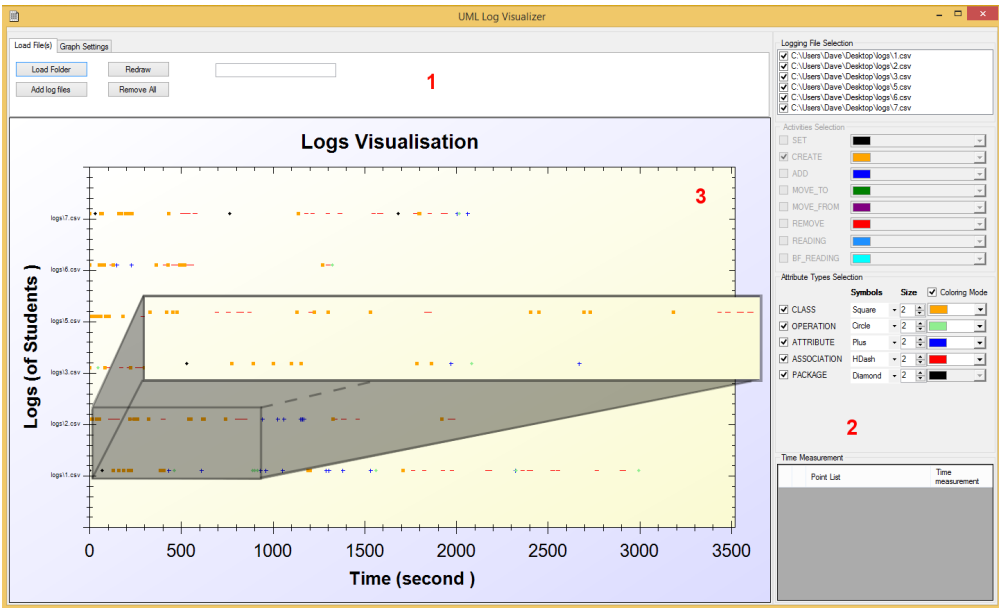 UML Log Visualizer
Load File(s) Graph Settings
Load Folder Redraw
Add log files Remove All
1
Logs Visualisation
3
Logs (of Students )
logs\7.csv
logs\6.csv
logs\5.csv
logs\3.csv
logs\2.csv
logs\1.csv
0 500 1000 1500 2000 2500 3000 3500
Time (second )
Logging File Selection
C:\Users\Dave\Desktop\logs\1.csv
C:\Users\Dave\Desktop\logs\2.csv
C:\Users\Dave\Desktop\logs\3.csv
C:\Users\Dave\Desktop\logs\5.csv
C:\Users\Dave\Desktop\logs\6.csv
C:\Users\Dave\Desktop\logs\7.csv
Activities Selection
SET
CREATE
ADD
MOVE_TO
MOVE_FROM
REMOVE
READING
BF_READING
Attribute Types Selection
Symbols Size Coloring Mode
CLASS Square 2
OPERATION Circle 2
ATTRIBUTE Plus 2
ASSOCIATION HDash 2
PACKAGE Diamond 2
2
Time Measurement
Point List Time
measurement